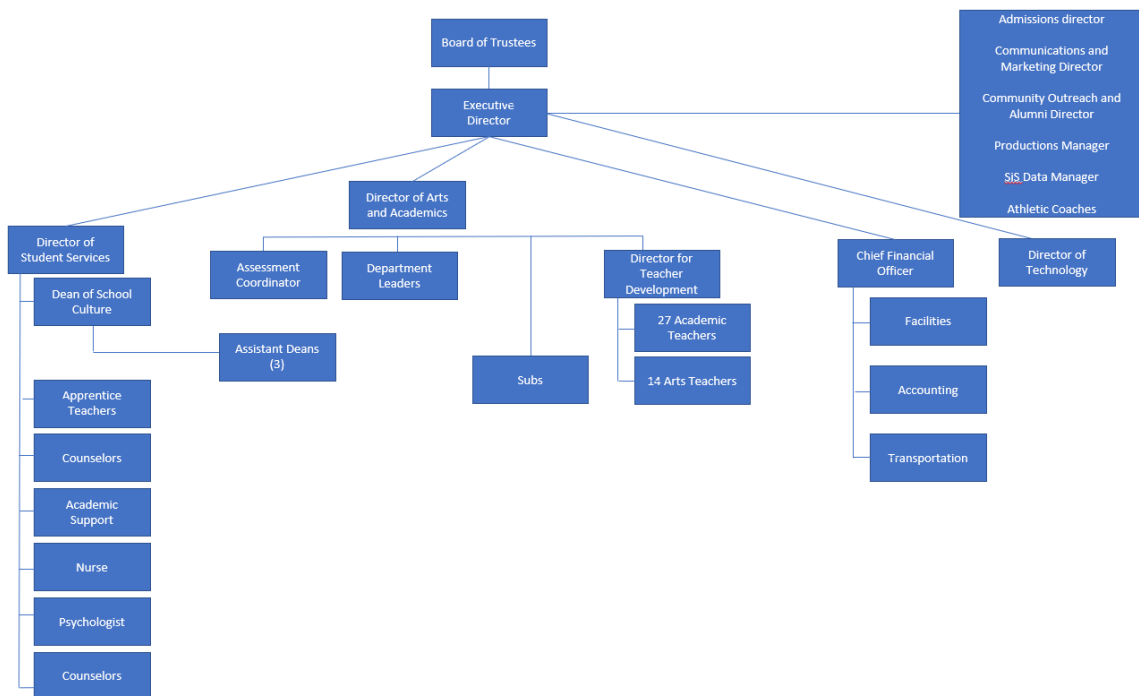 Board of Trustees
Executive
Director
Admissions director
Communications and
Marketing Director
Community Outreach and
Alumni Director
Productions Manager
SiS Data Manager
Athletic Coaches
Director of Arts
and Academics
Director of
Student Services
Assessment
Coordinator
Department
Leaders
Director for
Teacher
Development
Chief Financial
Officer
Director of
Technology
Dean of School
Culture
Assistant Deans
(3)
Subs
27 Academic
Teachers
14 Arts Teachers
Facilities
Accounting
Transportation
Apprentice
Teachers
Counselors
Academic
Support
Nurse
Psychologist
Counselors